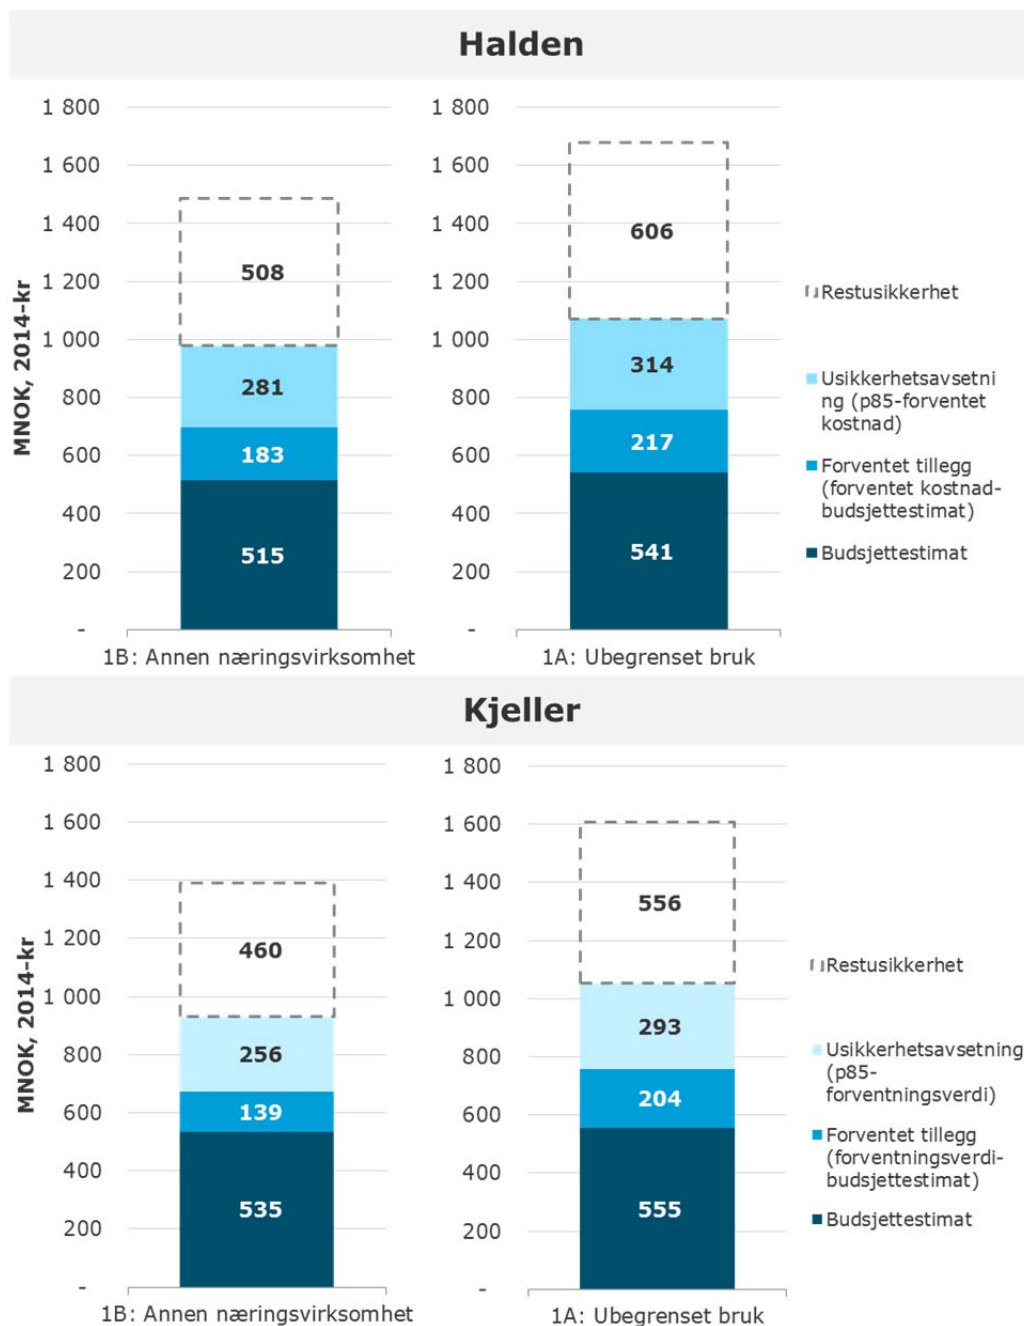 Halden
MNOK, 2014-kr
1 800
1 600
1 400
1 200
1 000
800
600
400
200
-
508
281
183
515
1B: Annen næringsvirksomhet
1 800
1 600
1 400
1 200
1 000
800
600
400
200
-
606
314
217
541
1A: Ubegrenset bruk
Restusikkerhet
Usikkerhetsavsetni
ng (p85-forventet
kostnad)
Forventet tillegg
(forventet kostnad-
budsjettestimat)
Budsjettestimat
Kjeller
MNOK, 2014-kr
1 800
1 600
1 400
1 200
1 000
800
600
400
200
-
460
256
139
535
1B: Annen næringsvirksomhet
1 800
1 600
1 400
1 200
1 000
800
600
400
200
-
556
293
204
555
1A: Ubegrenset bruk
Restusikkerhet
Usikkerhetsavsetning
(p85-
forventningsverdi)
Forventet tillegg
(forventningsverdi-
budsjettestimat)
Budsjettestimat